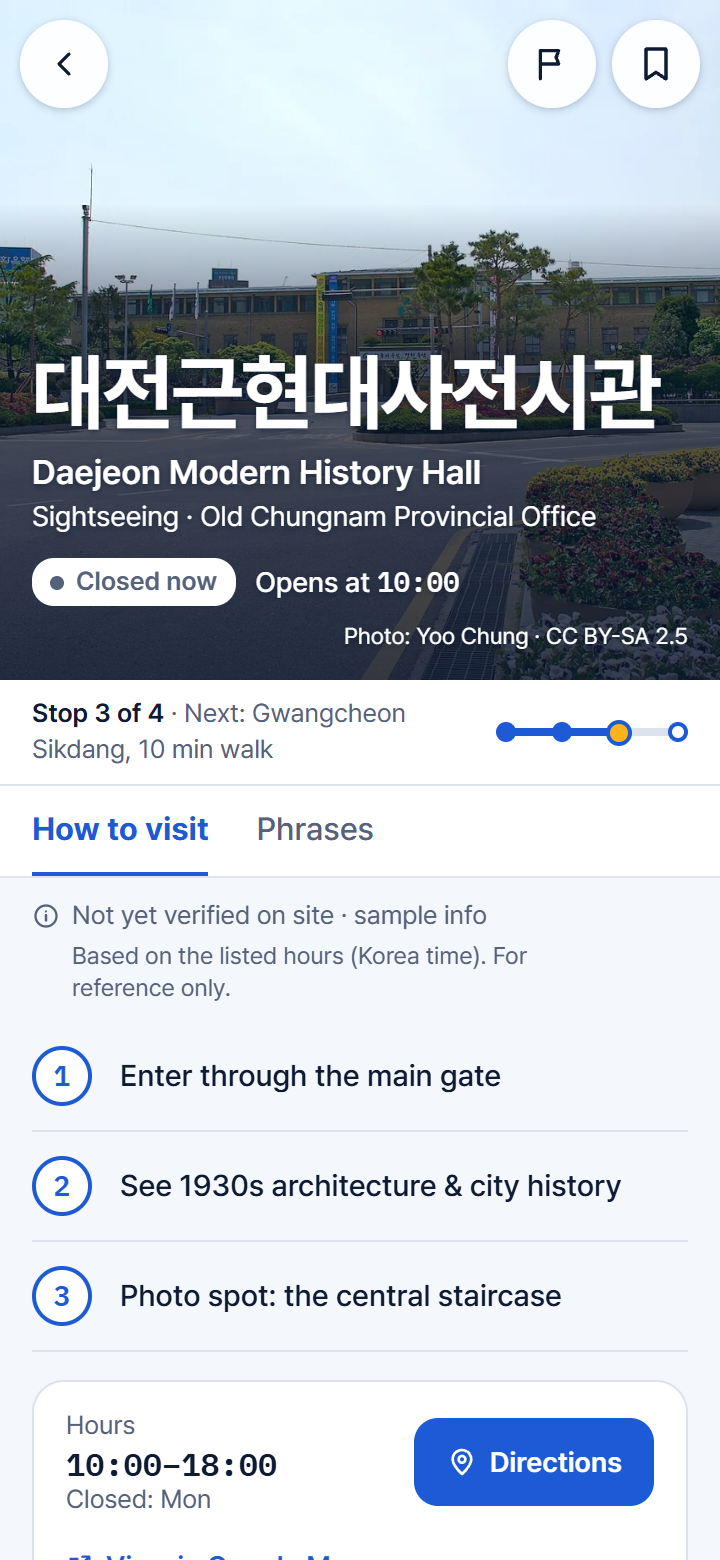 대전근현대사전시관
Daejeon Modern History Hall
Sightseeing · Old Chungnam Provincial Office
Closed now
Opens at 10:00
Photo: Yoo Chung · CC BY-SA 2.5
Stop 3 of 4 · Next: Gwangcheon
Sikdang, 10 min walk
How to visit
Phrases
Not yet verified on site · sample info
Based on the listed hours (Korea time). For
reference only.
1 Enter through the main gate
2 See 1930s architecture & city history
3 Photo spot: the central staircase
Hours
10:00–18:00
Closed: Mon
Directions